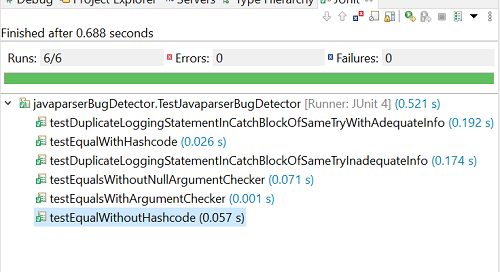 Debug Project Explorer Servers Type Hierarchy JUnit
Finished after 0.688 seconds
Runs: 6/6 Errors: 0 Failures: 0
javaparserBugDetector.TestJavaparserBugDetector [Runner: JUnit 4] (0.521 s)
testDuplicateLoggingStatementInCatchBlockOfSameTryWithAdequateInfo (0.192 s)
testEqualWithHashcode (0.026 s)
testDuplicateLoggingStatementInCatchBlockOfSameTryInadequateInfo (0.174 s)
testEqualsWithoutNullArgumentChecker (0.071 s)
testEqualsWithArgumentChecker (0.001 s)
testEqualWithoutHashcode (0.057 s)